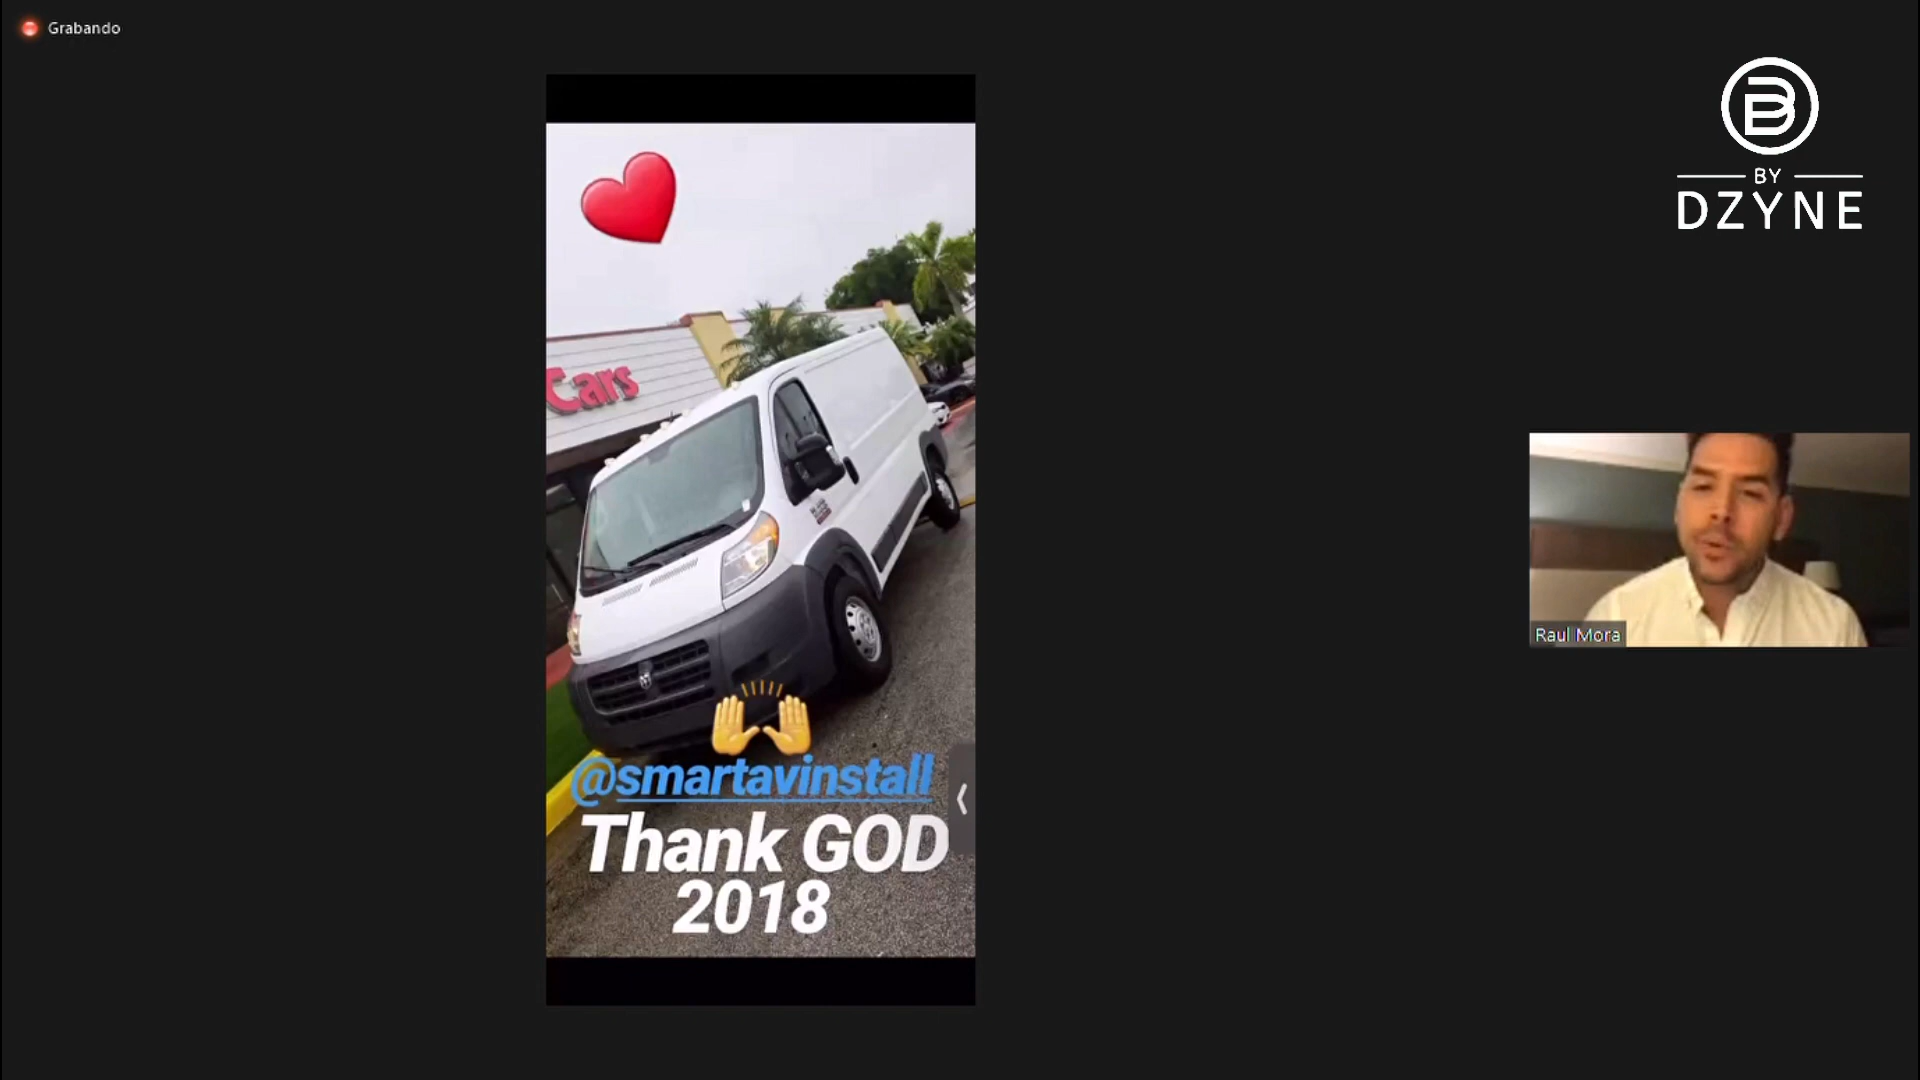 Grabando
BY
DZYNE
Cars
@smartavinstall
Thank GOD
2018
Raul Mora